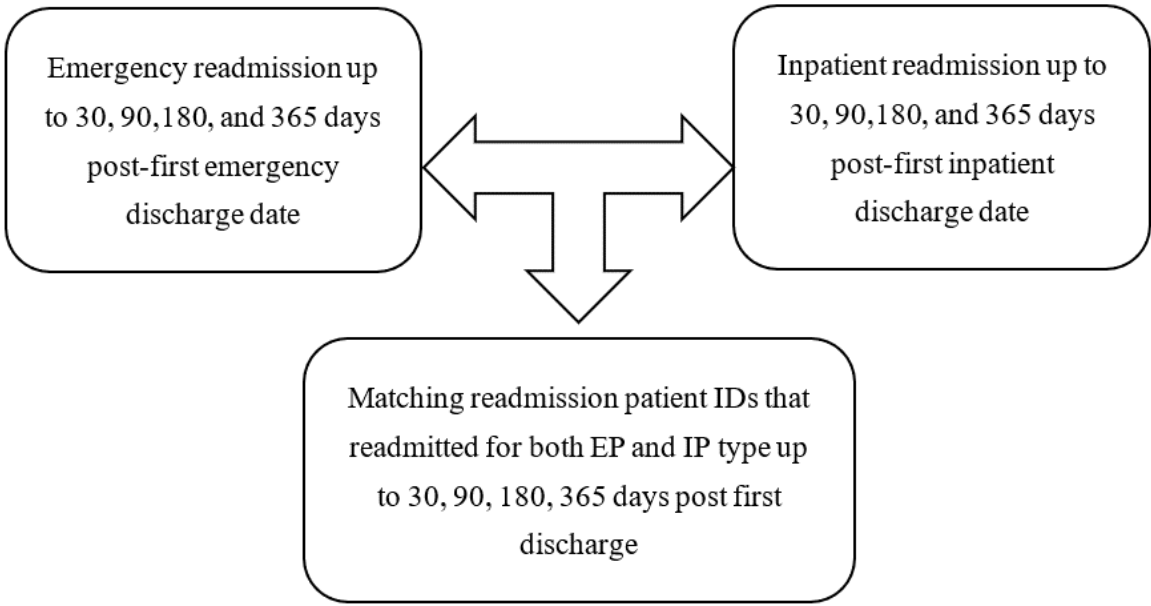 Emergency readmission up
to 30, 90,180, and 365 days
post-first emergency
discharge date
Inpatient readmission up to
30, 90,180, and 365 days
post-first inpatient
discharge date
Matching readmission patient IDs that
readmitted for both EP and IP type up
to 30, 90, 180, 365 days post first
discharge